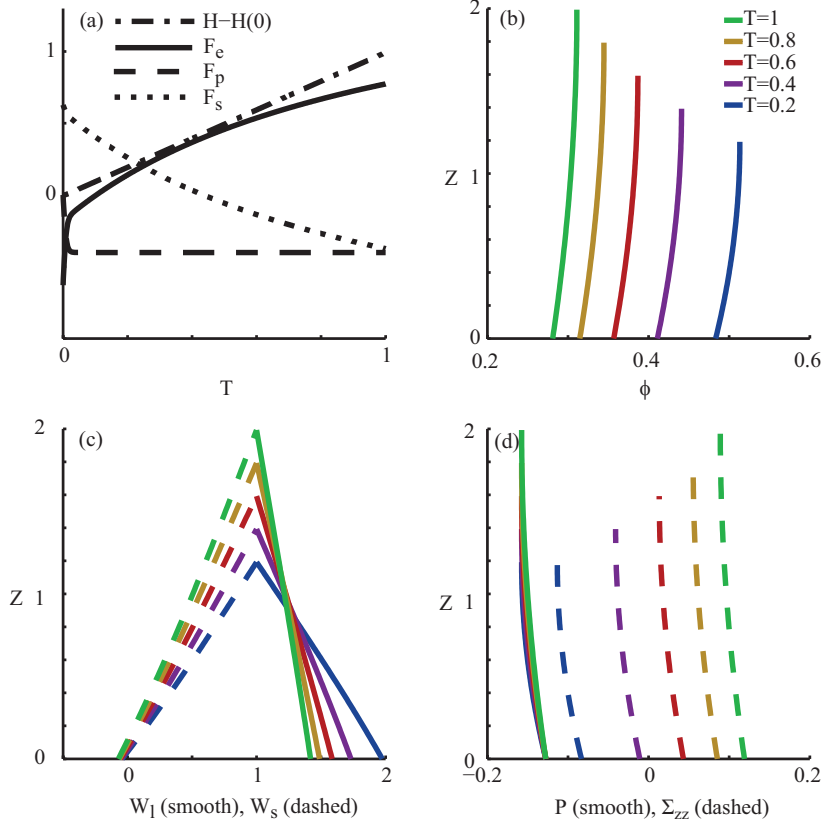 (a)
H−H(0)
F_e
F_p
F_s
1
0
0
1
T
(b)
T=1
T=0.8
T=0.6
T=0.4
T=0.2
2
Z
1
0
0.2
0.4
0.6
ϕ
(c)
2
Z
1
0
0
1
2
W_l (smooth), W_s (dashed)
(d)
2
Z
1
0
−0.2
0
0.2
P (smooth), Σ_zz (dashed)